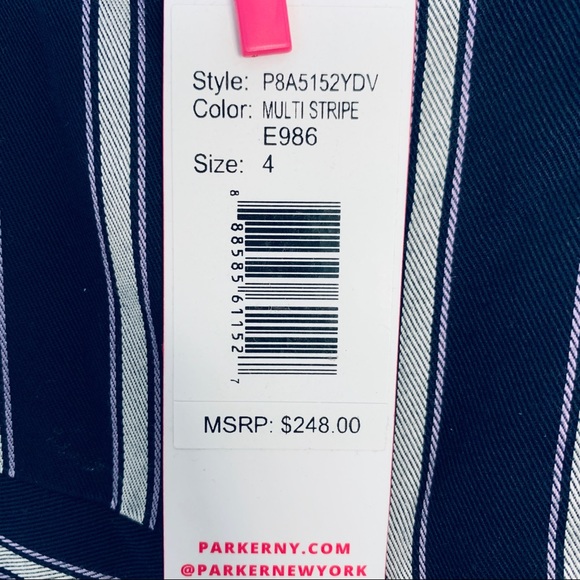 Style: P8A5152YDV
Color: MULTI STRIPE
E986
Size: 4
8 88585 61152 7
MSRP: $248.00
PARKERNY.COM
@PARKERNEWYORK